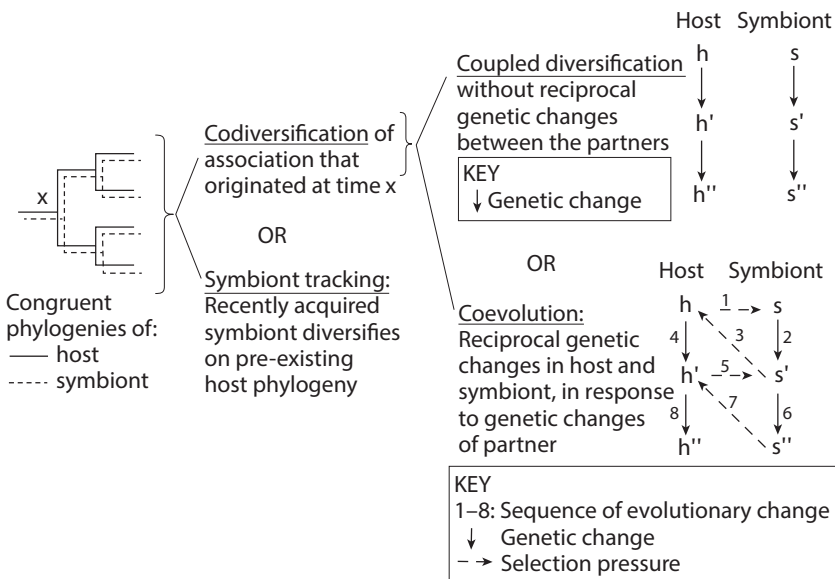 x
Congruent
phylogenies of:
host
symbiont
Codiversification of
association that
originated at time x
OR
Symbiont tracking:
Recently acquired
symbiont diversifies
on pre-existing
host phylogeny
Coupled diversification
without reciprocal
genetic changes
between the partners
KEY
Genetic change
Host Symbiont
h s
h' s'
h'' s''
OR
Coevolution:
Reciprocal genetic
changes in host and
symbiont, in response
to genetic changes
of partner
Host Symbiont
h 1 s
4 3 2
h' 5 s'
8 7 6
h'' s''
KEY
1–8: Sequence of evolutionary change
Genetic change
Selection pressure